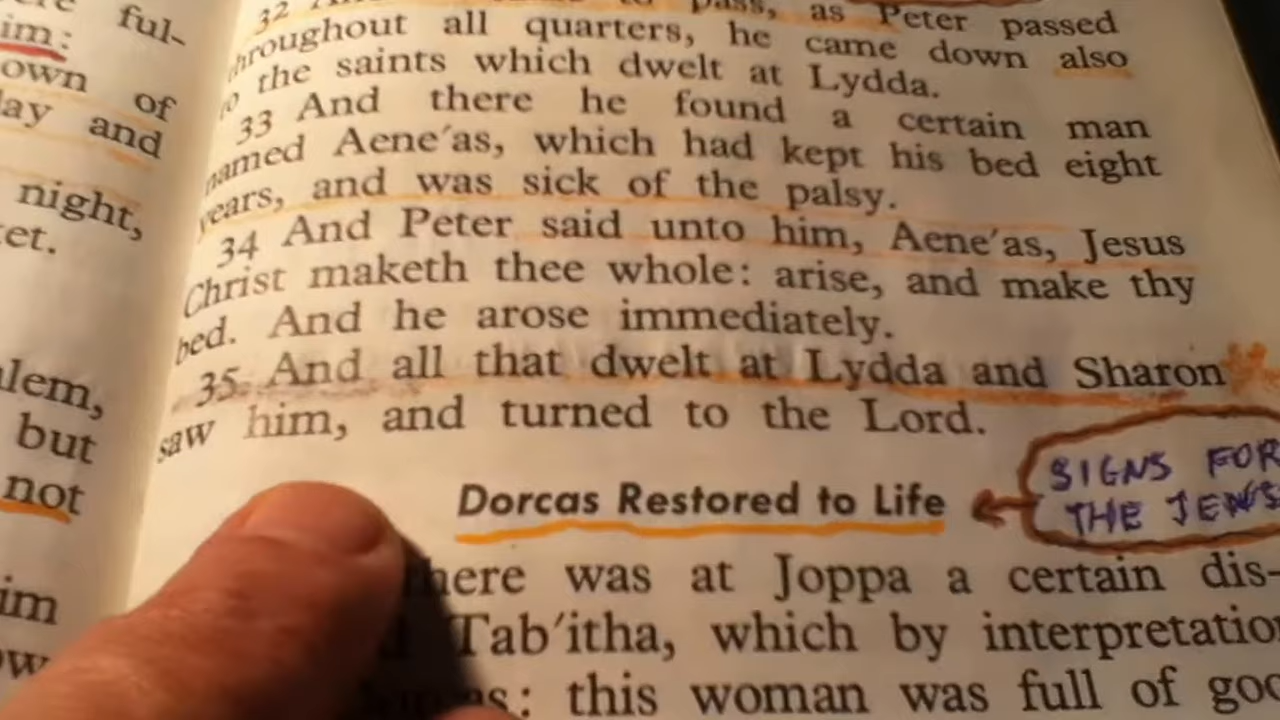 ful-
im:
own of
lay and
night,
et.
lem,
but
not
im
32 to pass, as Peter passed
throughout all quarters, he came down also
to the saints which dwelt at Lydda.
33 And there he found a certain man
named Aene′as, which had kept his bed eight
years, and was sick of the palsy.
34 And Peter said unto him, Aene′as, Jesus
Christ maketh thee whole: arise, and make thy
bed. And he arose immediately.
35 And all that dwelt at Lydda and Sharon
saw him, and turned to the Lord.
SIGNS FOR
THE JEWS
Dorcas Restored to Life
here was at Joppa a certain dis-
Tab′itha, which by interpretation
: this woman was full of goo